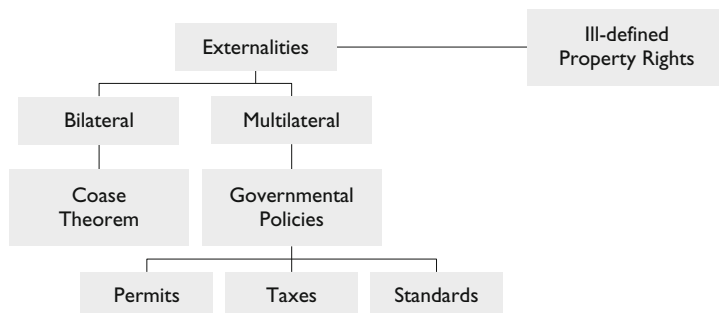 Externalities
Ill-defined
Property Rights
Bilateral
Multilateral
Coase
Theorem
Governmental
Policies
Permits
Taxes
Standards